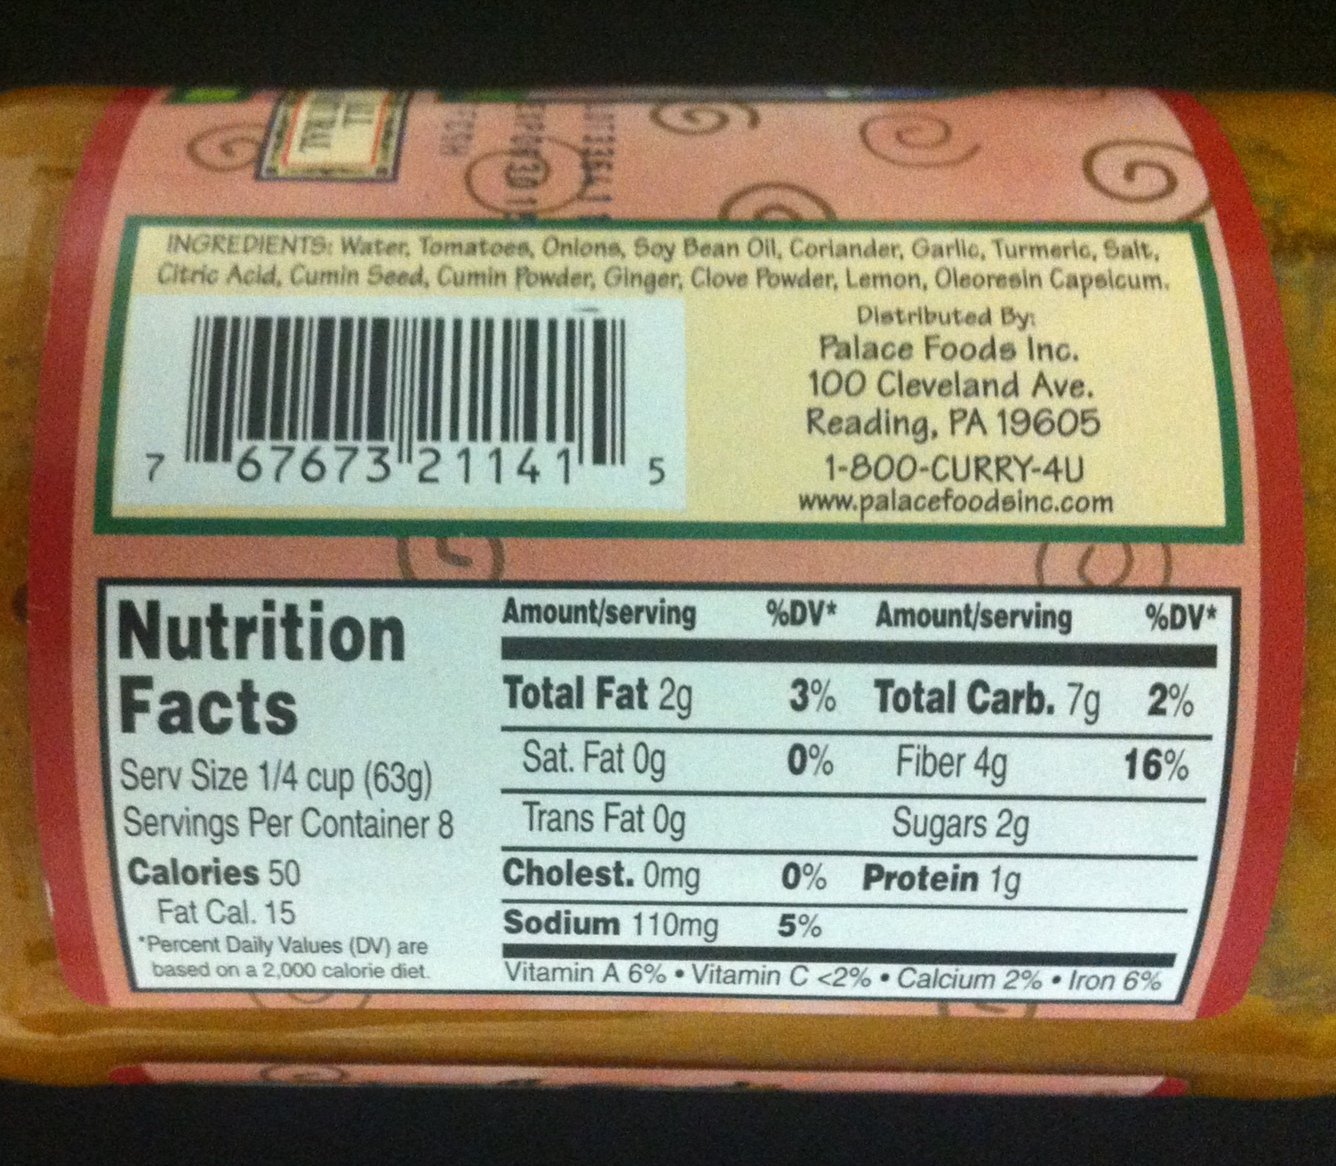 INGREDIENTS: Water, Tomatoes, Onions, Soy Bean Oil, Coriander, Garlic, Turmeric, Salt,
Citric Acid, Cumin Seed, Cumin Powder, Ginger, Clove Powder, Lemon, Oleoresin Capsicum.
7 67673 21141 5
Distributed By:
Palace Foods Inc.
100 Cleveland Ave.
Reading, PA 19605
1-800-CURRY-4U
www.palacefoodsinc.com
Nutrition
Facts
Serv Size 1/4 cup (63g)
Servings Per Container 8
Calories 50
Fat Cal. 15
*Percent Daily Values (DV) are
based on a 2,000 calorie diet.
Amount/serving %DV* Amount/serving %DV*
Total Fat 2g 3% Total Carb. 7g 2%
Sat. Fat 0g 0% Fiber 4g 16%
Trans Fat 0g Sugars 2g
Cholest. 0mg 0% Protein 1g
Sodium 110mg 5%
Vitamin A 6% • Vitamin C <2% • Calcium 2% • Iron 6%